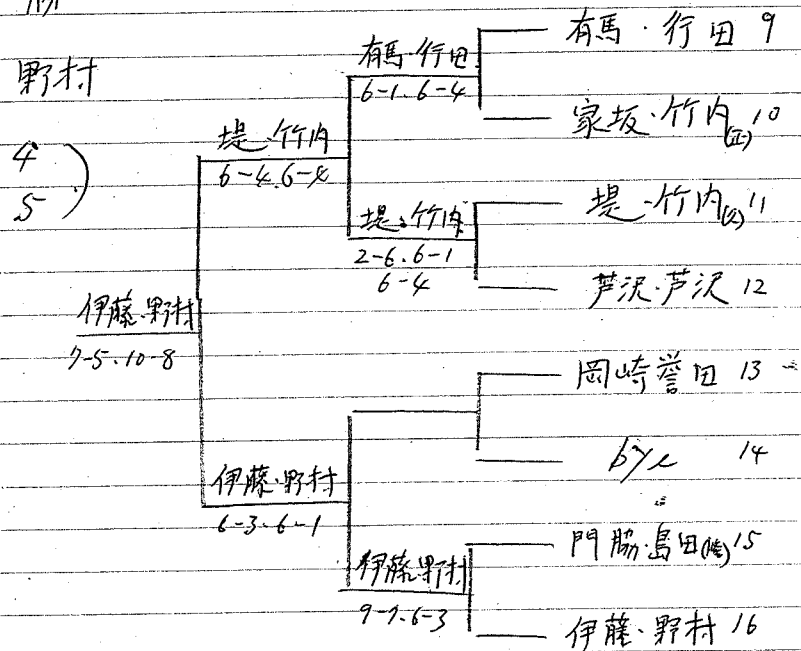 野村
4
5
)
有馬・行田 9
有馬・行田
6-1. 6-4
家坂・竹内(正) 10
堤・竹内
6-4. 6-4
堤・竹内 11
堤・竹内
2-6. 6-1
6-4
芦沢・芦沢 12
伊藤・野村
7-5. 10-8
岡崎誉田 13
bye 14
伊藤・野村
6-3. 6-1
門脇・島田 15
伊藤・野村
9-7. 6-3
伊藤・野村 16